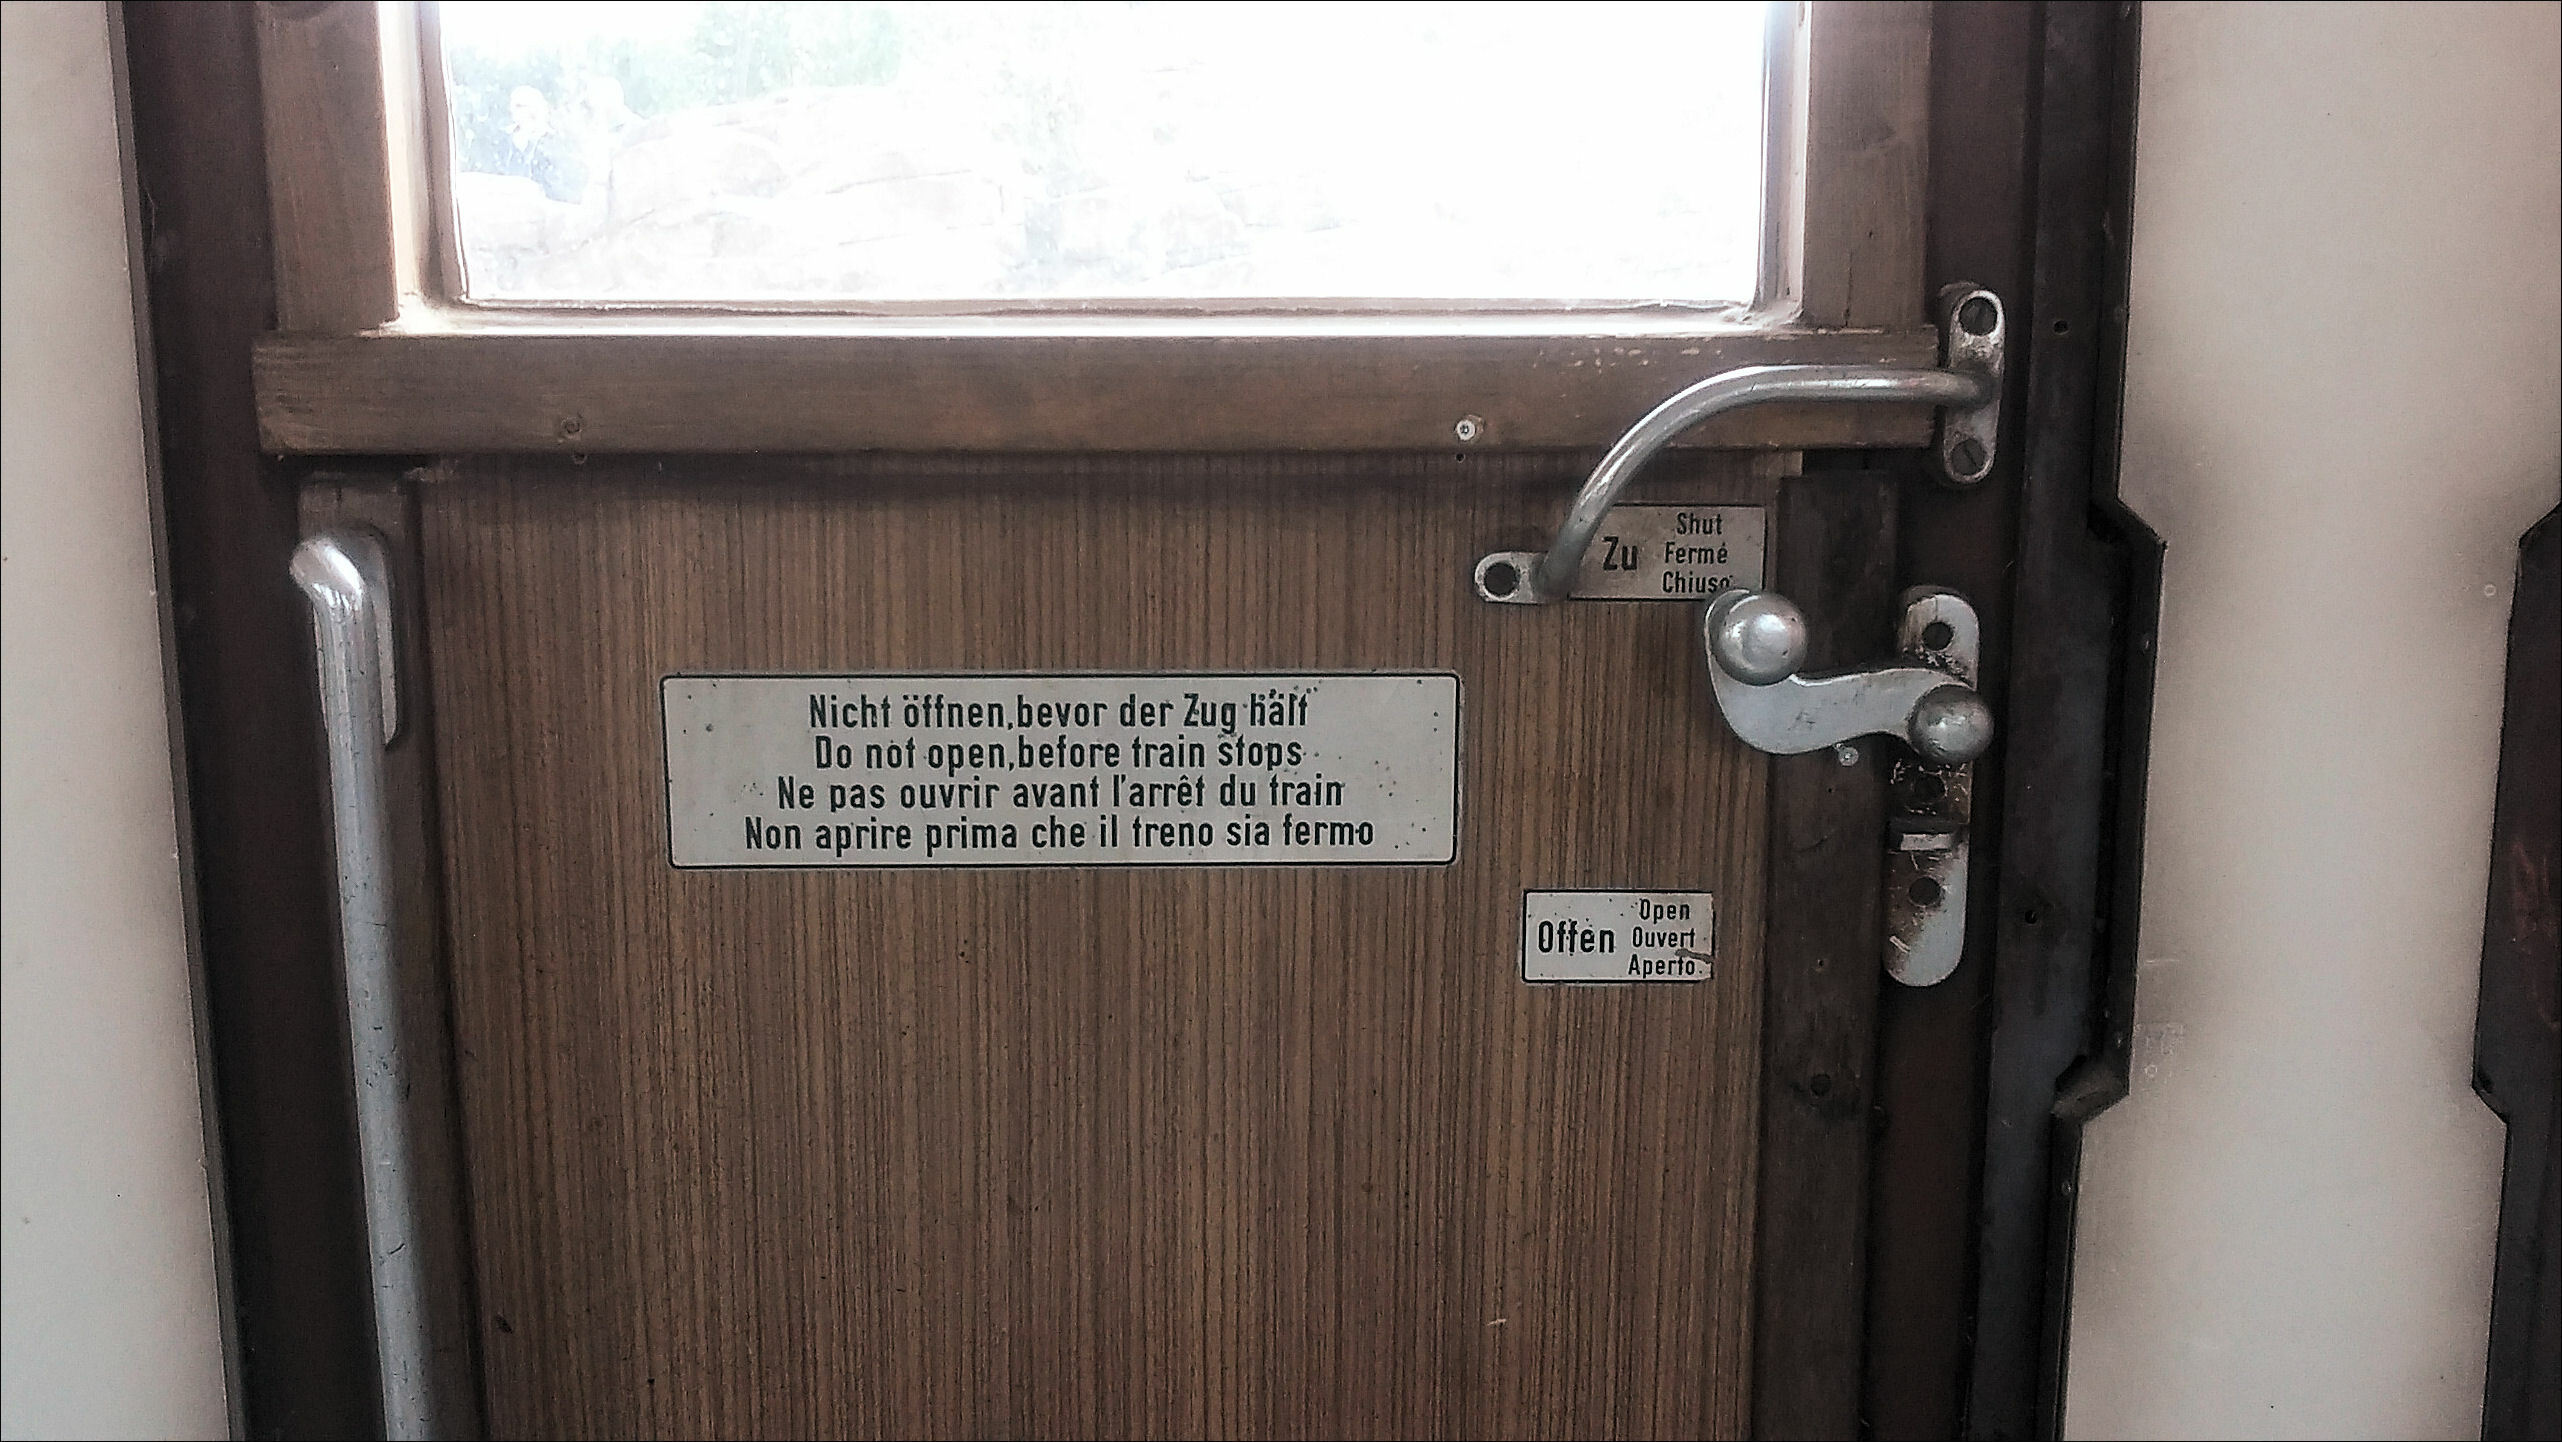 Zu
Shut
Fermé
Chiuso
Nicht öffnen,bevor der Zug hält
Do not open,before train stops
Ne pas ouvrir avant l'arrêt du train
Non aprire prima che il treno sia fermo
Offen
Open
Ouvert
Aperto